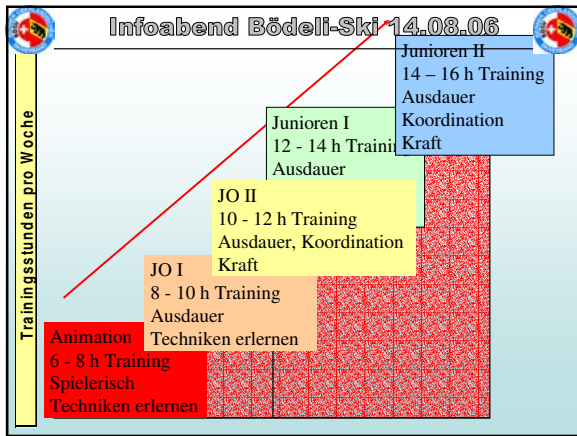 Infoabend Bödeli-Ski 14.08.06
Trainingsstunden pro Woche
Junioren II
14 – 16 h Training
Ausdauer
Koordination
Kraft
Junioren I
12 - 14 h Training
Ausdauer
JO II
10 - 12 h Training
Ausdauer, Koordination
Kraft
JO I
8 - 10 h Training
Ausdauer
Techniken erlernen
Animation
6 - 8 h Training
Spielerisch
Techniken erlernen